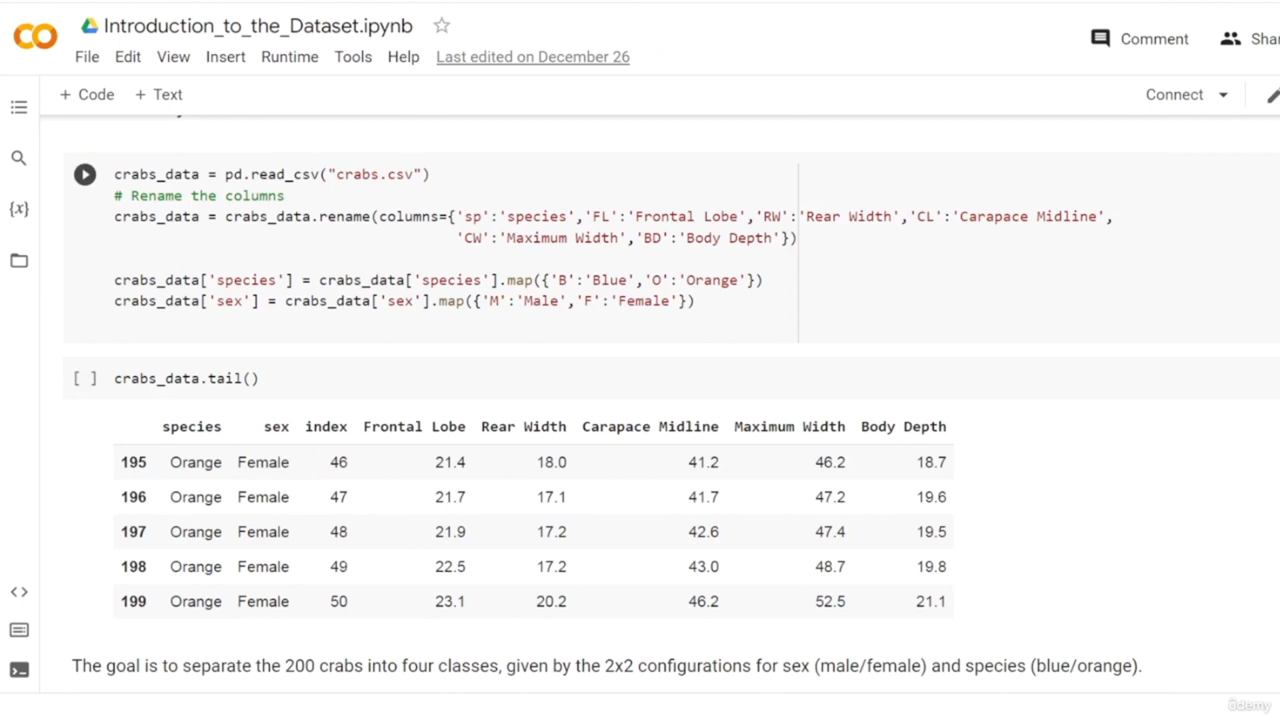 Introduction_to_the_Dataset.ipynb
File Edit View Insert Runtime Tools Help Last edited on December 26
Comment
+ Code + Text
Connect
crabs_data = pd.read_csv("crabs.csv")
# Rename the columns
crabs_data = crabs_data.rename(columns={'sp':'species','FL':'Frontal Lobe','RW':'Rear Width','CL':'Carapace Midline',
'CW':'Maximum Width','BD':'Body Depth'})
crabs_data['species'] = crabs_data['species'].map({'B':'Blue','O':'Orange'})
crabs_data['sex'] = crabs_data['sex'].map({'M':'Male','F':'Female'})
[ ] crabs_data.tail()
species sex index Frontal Lobe Rear Width Carapace Midline Maximum Width Body Depth
195 Orange Female 46 21.4 18.0 41.2 46.2 18.7
196 Orange Female 47 21.7 17.1 41.7 47.2 19.6
197 Orange Female 48 21.9 17.2 42.6 47.4 19.5
198 Orange Female 49 22.5 17.2 43.0 48.7 19.8
199 Orange Female 50 23.1 20.2 46.2 52.5 21.1
The goal is to separate the 200 crabs into four classes, given by the 2x2 configurations for sex (male/female) and species (blue/orange).
ûdemy